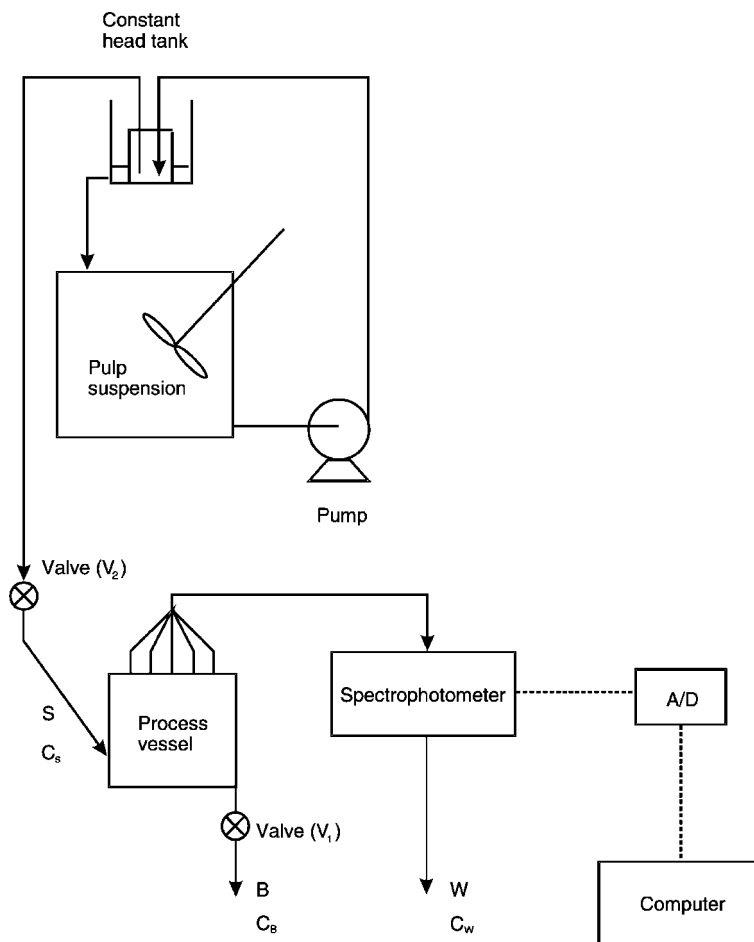 Constant
head tank
Pulp
suspension
Pump
Valve (V₂)
S
Cₛ
Process
vessel
Spectrophotometer
A/D
Valve (V₁)
B
C_B
W
C_W
Computer